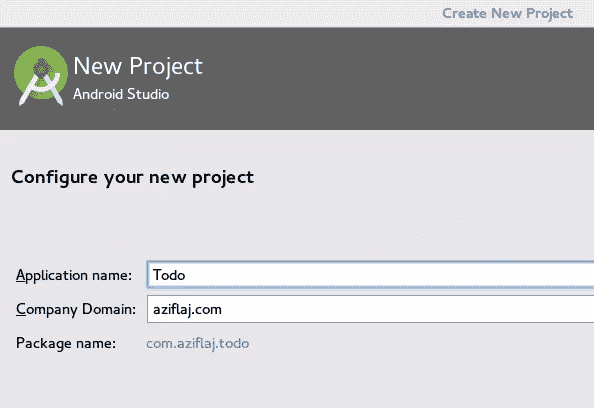 Create New Project
New Project
Android Studio
Configure your new project
Application name: Todo
Company Domain: aziflaj.com
Package name: com.aziflaj.todo